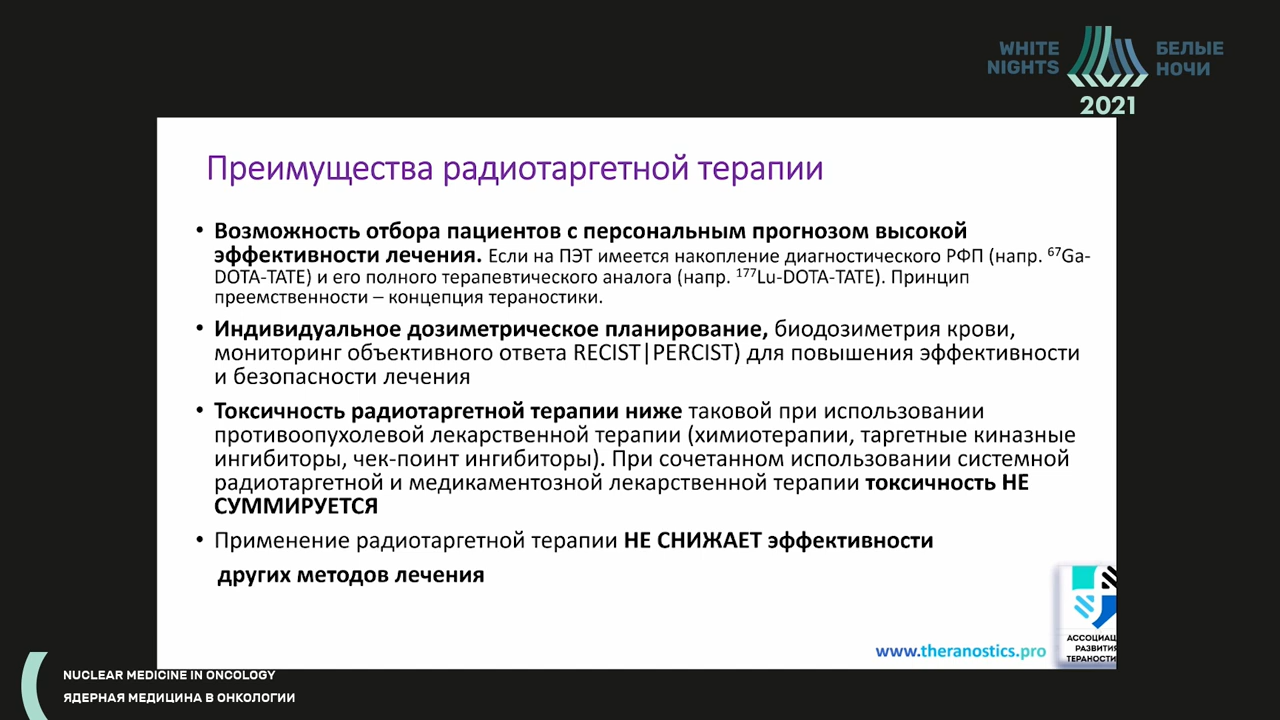 WHITE NIGHTS
БЕЛЫЕ НОЧИ
2021
Преимущества радиотаргетной терапии
• Возможность отбора пациентов с персональным прогнозом высокой
эффективности лечения. Если на ПЭТ имеется накопление диагностического РФП (напр. ⁶⁷Ga-
DOTA-TATE) и его полного терапевтического аналога (напр. ¹⁷⁷Lu-DOTA-TATE). Принцип
преемственности – концепция тераностики.
• Индивидуальное дозиметрическое планирование, биодозиметрия крови,
мониторинг объективного ответа RECIST|PERCIST) для повышения эффективности
и безопасности лечения
• Токсичность радиотаргетной терапии ниже таковой при использовании
противоопухолевой лекарственной терапии (химиотерапии, таргетные киназные
ингибиторы, чек-поинт ингибиторы). При сочетанном использовании системной
радиотаргетной и медикаментозной лекарственной терапии токсичность НЕ
СУММИРУЕТСЯ
• Применение радиотаргетной терапии НЕ СНИЖАЕТ эффективности
других методов лечения
www.theranostics.pro
АССОЦИАЦ
РАЗВИТИЯ
ТЕРАНОСТИ
NUCLEAR MEDICINE IN ONCOLOGY
ЯДЕРНАЯ МЕДИЦИНА В ОНКОЛОГИИ